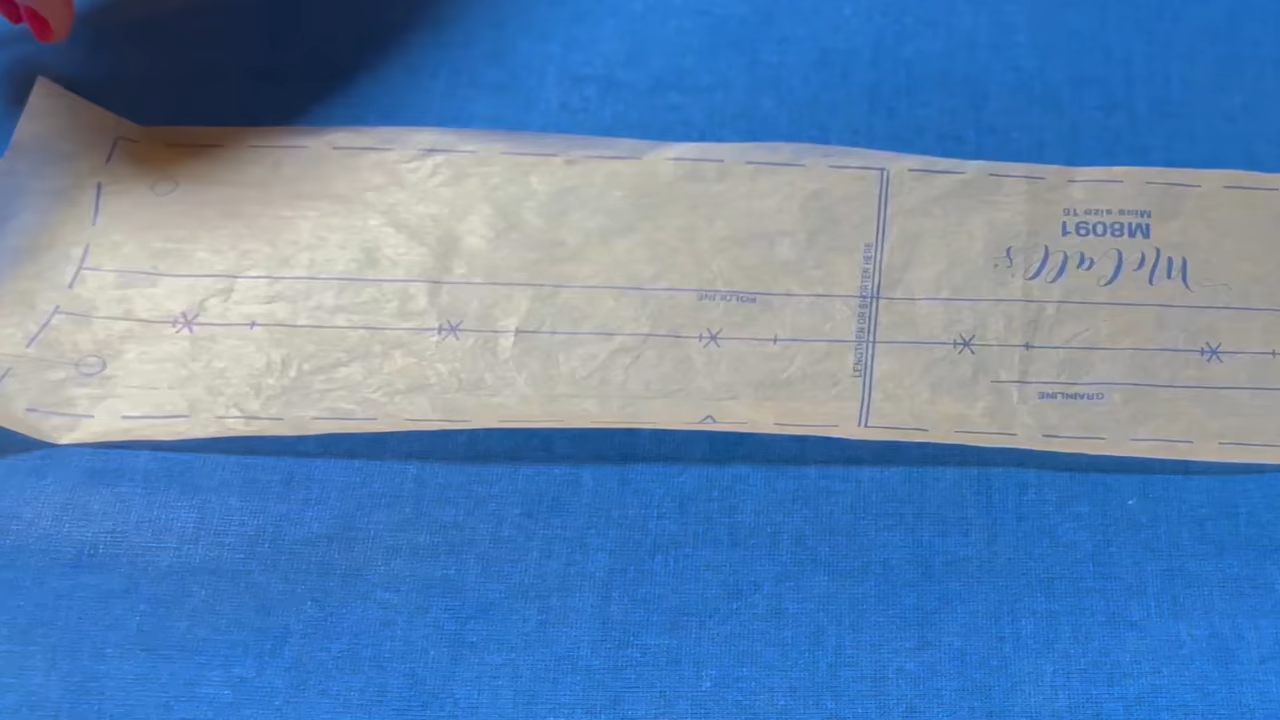 McCall's
M8091
Miss size 16
FOLDLINE
LENGTHEN OR SHORTEN HERE
GRAINLINE